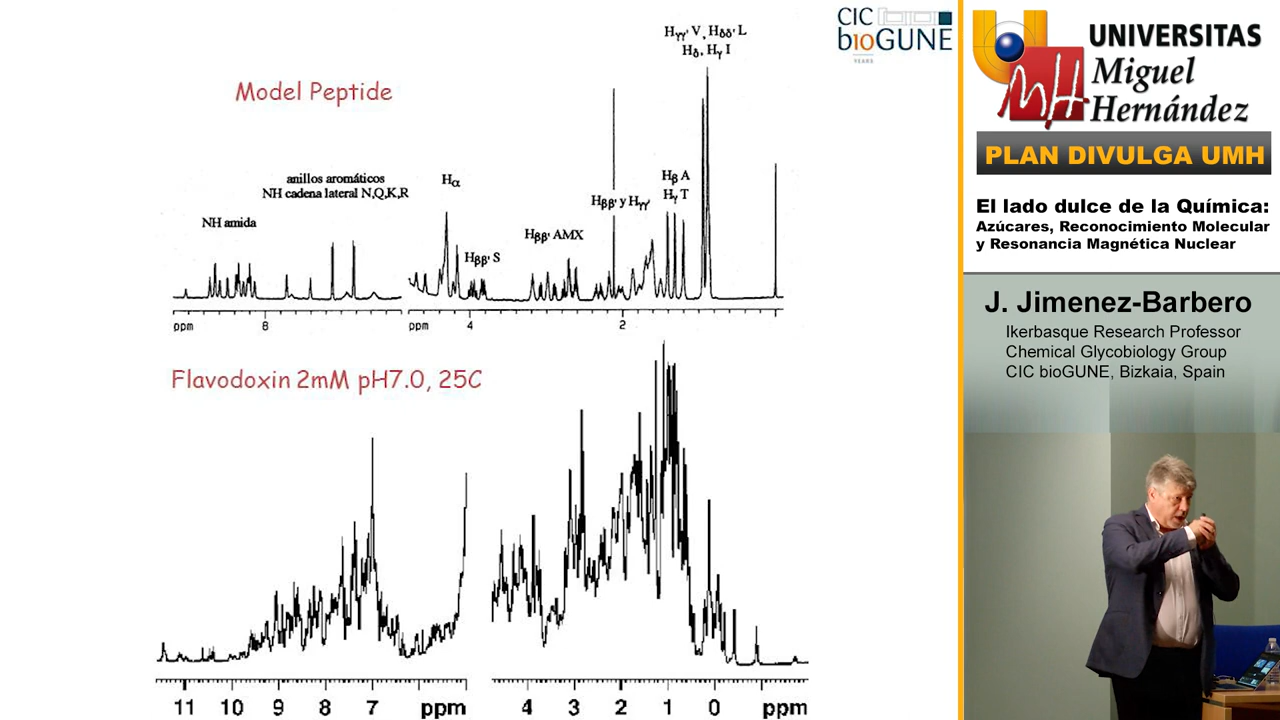 Model Peptide
Hγγ' V, Hδδ' L
Hδ, Hγ I
anillos aromáticos
NH cadena lateral N,Q,K,R
NH amida
Hα
Hββ' S
Hββ' AMX
Hββ' y Hγγ'
Hβ A
Hγ T
ppm 8 ppm 4 2
Flavodoxin 2mM pH7.0, 25C
11 10 9 8 7 ppm 4 3 2 1 0 ppm
CIC
bioGUNE
YEARS
UNIVERSITAS
Miguel
Hernández
PLAN DIVULGA UMH
El lado dulce de la Química:
Azúcares, Reconocimiento Molecular
y Resonancia Magnética Nuclear
J. Jimenez-Barbero
Ikerbasque Research Professor
Chemical Glycobiology Group
CIC bioGUNE, Bizkaia, Spain